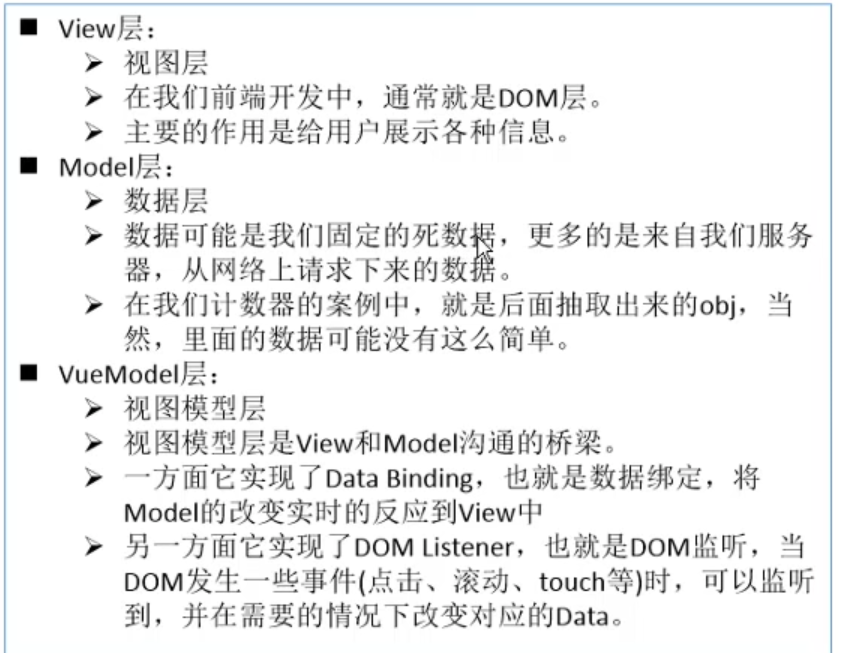 ■ View层：
➢ 视图层
➢ 在我们前端开发中，通常就是DOM层。
➢ 主要的作用是给用户展示各种信息。
■ Model层：
➢ 数据层
➢ 数据可能是我们固定的死数据，更多的是来自我们服务
器，从网络上请求下来的数据。
➢ 在我们计数器的案例中，就是后面抽取出来的obj，当
然，里面的数据可能没有这么简单。
■ VueModel层：
➢ 视图模型层
➢ 视图模型层是View和Model沟通的桥梁。
➢ 一方面它实现了Data Binding，也就是数据绑定，将
Model的改变实时的反应到View中
➢ 另一方面它实现了DOM Listener，也就是DOM监听，当
DOM发生一些事件(点击、滚动、touch等)时，可以监听
到，并在需要的情况下改变对应的Data。